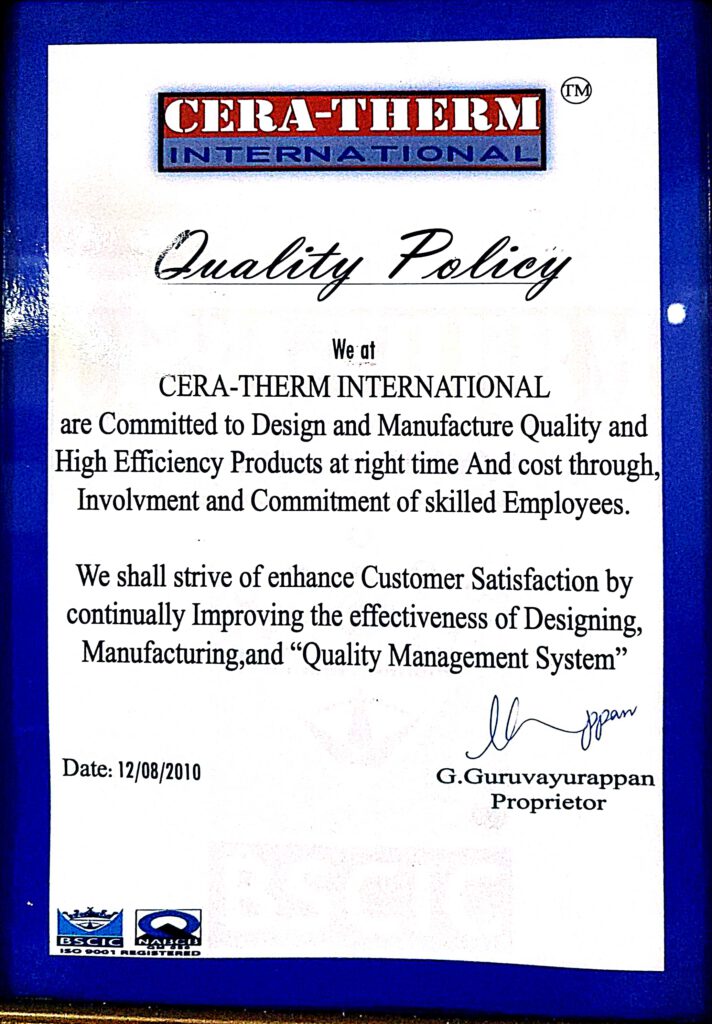 CERA-THERM ™
INTERNATIONAL
Quality Policy
We at
CERA-THERM INTERNATIONAL
are Committed to Design and Manufacture Quality and
High Efficiency Products at right time And cost through,
Involvment and Commitment of skilled Employees.
We shall strive of enhance Customer Satisfaction by
continually Improving the effectiveness of Designing,
Manufacturing,and “Quality Management System”
Date: 12/08/2010
G.Guruvayurappan
Proprietor
BSCIC
NABCB
ISO 9001 REGISTERED